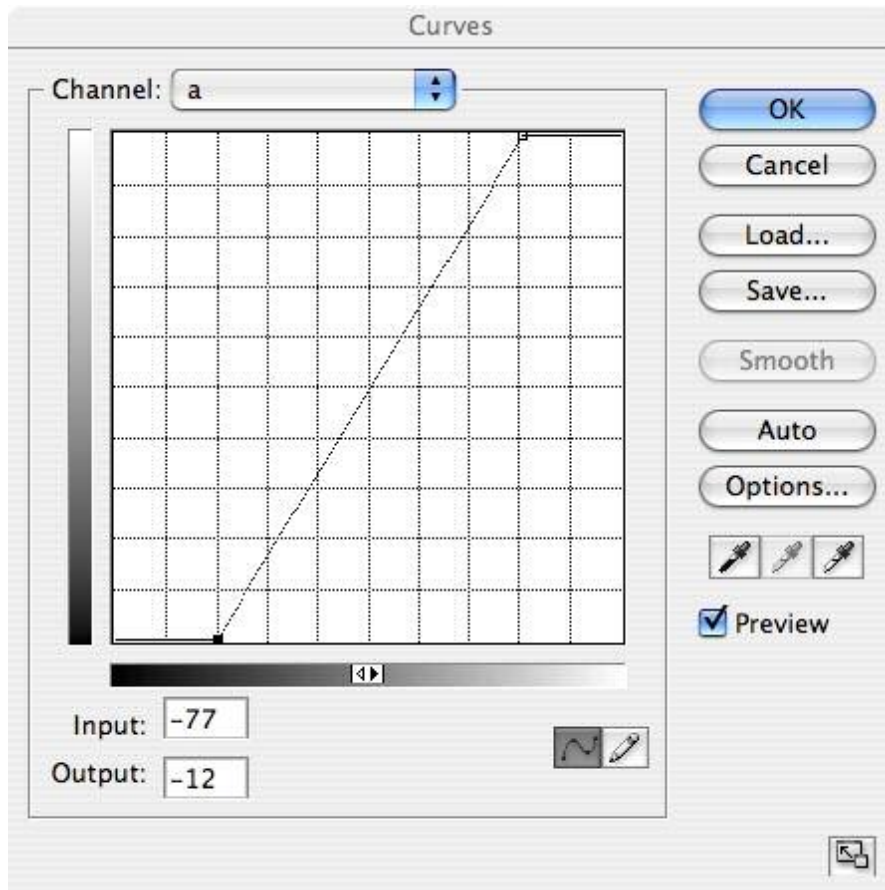 Curves
Channel: a
OK
Cancel
Load...
Save...
Smooth
Auto
Options...
Preview
Input: -77
Output: -12